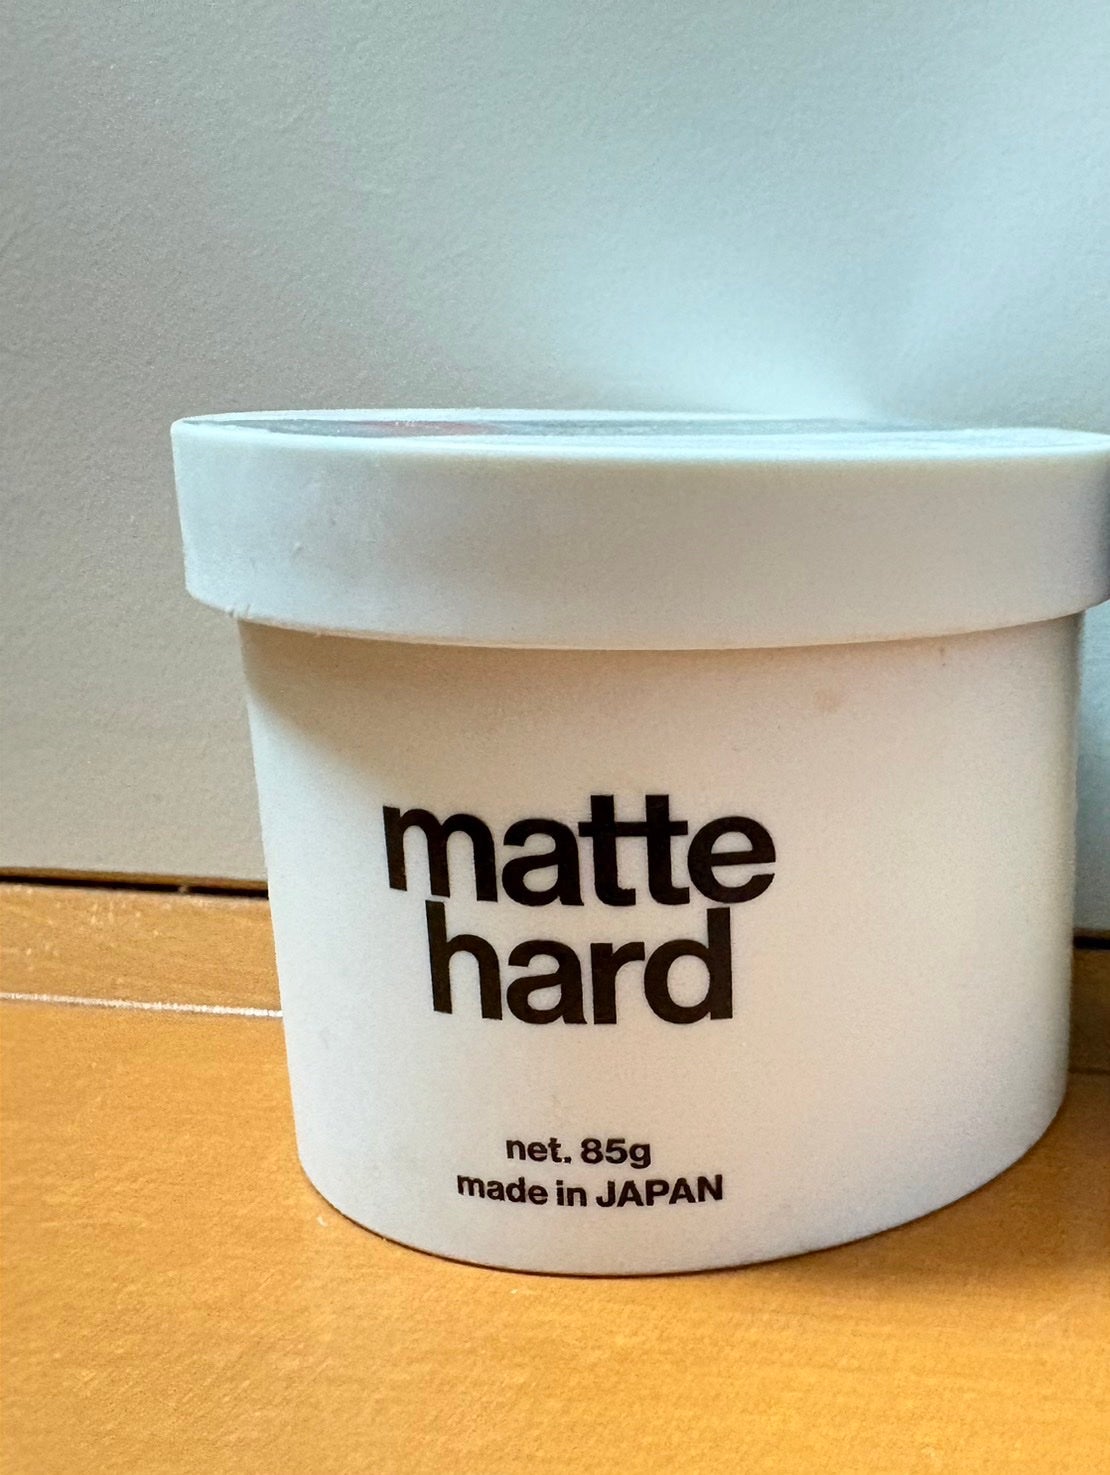 matte
hard
net. 85g
made in JAPAN